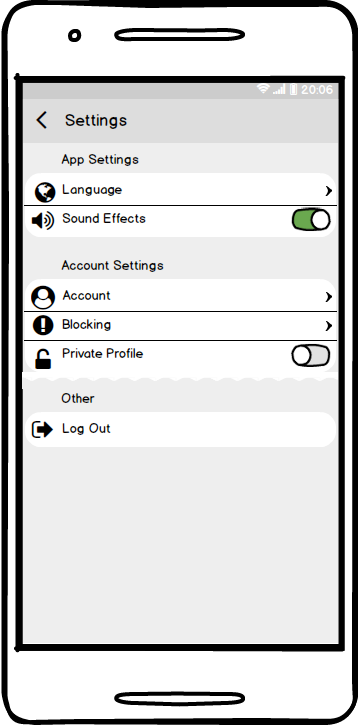 20:06
Settings
App Settings
Language
Sound Effects
Account Settings
Account
Blocking
Private Profile
Other
Log Out